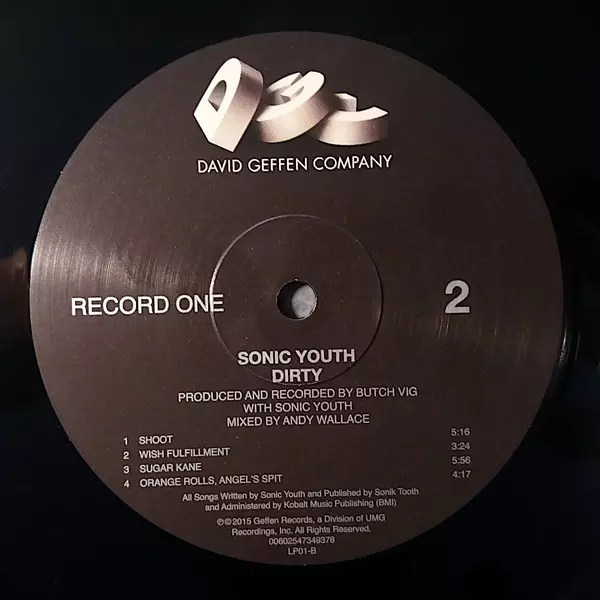 DGC
DAVID GEFFEN COMPANY
RECORD ONE
2
SONIC YOUTH
DIRTY
PRODUCED AND RECORDED BY BUTCH VIG
WITH SONIC YOUTH
MIXED BY ANDY WALLACE
1 SHOOT 5:16
2 WISH FULFILLMENT 3:24
3 SUGAR KANE 5:56
4 ORANGE ROLLS, ANGEL'S SPIT 4:17
All Songs Written by Sonic Youth and Published by Sonik Tooth
and Administered by Kobalt Music Publishing (BMI)
℗©2015 Geffen Records, a Division of UMG
Recordings, Inc. All Rights Reserved.
00602547349378
LP01-B